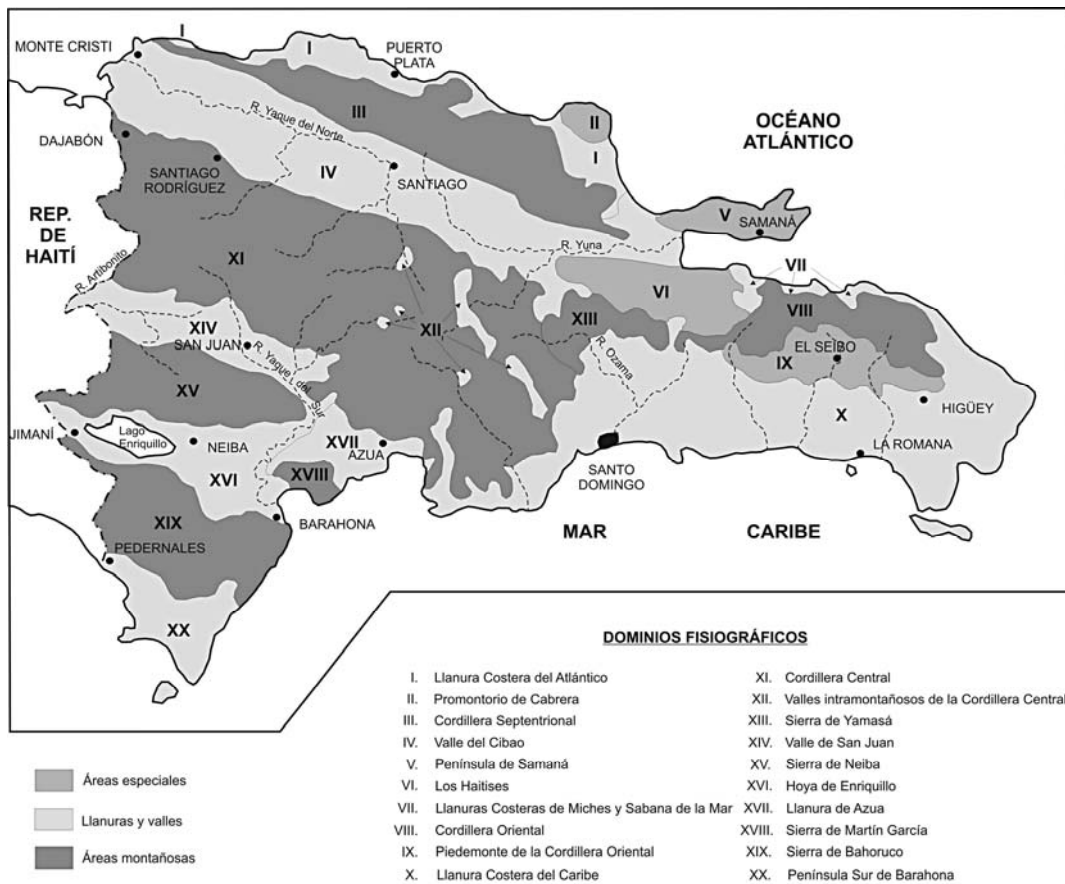 I
MONTE CRISTI
I
PUERTO
PLATA
III
II
OCÉANO
ATLÁNTICO
R. Yaque del Norte
DAJABÓN
I
SANTIAGO
RODRÍGUEZ
IV
SANTIAGO
REP.
DE
HAITÍ
V
SAMANÁ
R. Yuna
XI
VII
R. Artibonito
VI
VIII
XIV
SAN JUAN
XII
XIII
EL SEIBO
R. Yaque del Sur
R. Ozama
IX
XV
HIGÜEY
X
JIMANÍ
Lago
Enriquillo
NEIBA
XVII
AZUA
LA ROMANA
XVI
XVIII
SANTO
DOMINGO
XIX
BARAHONA
MAR CARIBE
PEDERNALES
XX
DOMINIOS FISIOGRÁFICOS
I. Llanura Costera del Atlántico
II. Promontorio de Cabrera
III. Cordillera Septentrional
IV. Valle del Cibao
V. Península de Samaná
VI. Los Haitises
VII. Llanuras Costeras de Miches y Sabana de la Mar
VIII. Cordillera Oriental
IX. Piedemonte de la Cordillera Oriental
X. Llanura Costera del Caribe
XI. Cordillera Central
XII. Valles intramontañosos de la Cordillera Central
XIII. Sierra de Yamasá
XIV. Valle de San Juan
XV. Sierra de Neiba
XVI. Hoya de Enriquillo
XVII. Llanura de Azua
XVIII. Sierra de Martín García
XIX. Sierra de Bahoruco
XX. Península Sur de Barahona
Áreas especiales
Llanuras y valles
Áreas montañosas